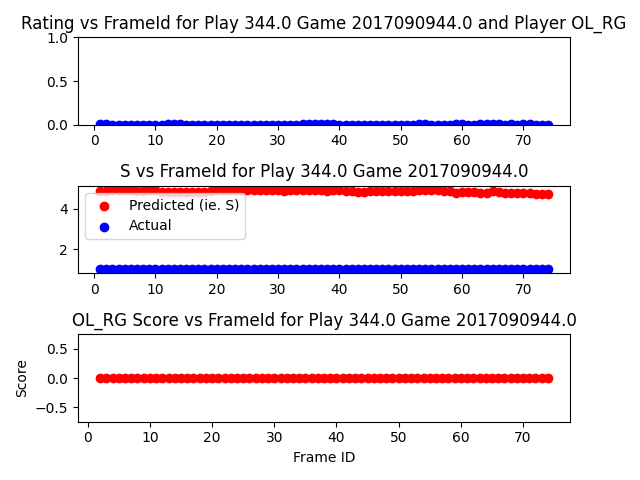 Rating vs FrameId for Play 344.0 Game 2017090944.0 and Player OL_RG
1.0
0.5
0.0
0 10 20 30 40 50 60 70
S vs FrameId for Play 344.0 Game 2017090944.0
4
2
Predicted (ie. S)
Actual
0 10 20 30 40 50 60 70
OL_RG Score vs FrameId for Play 344.0 Game 2017090944.0
Score
0.5
0.0
−0.5
0 10 20 30 40 50 60 70
Frame ID